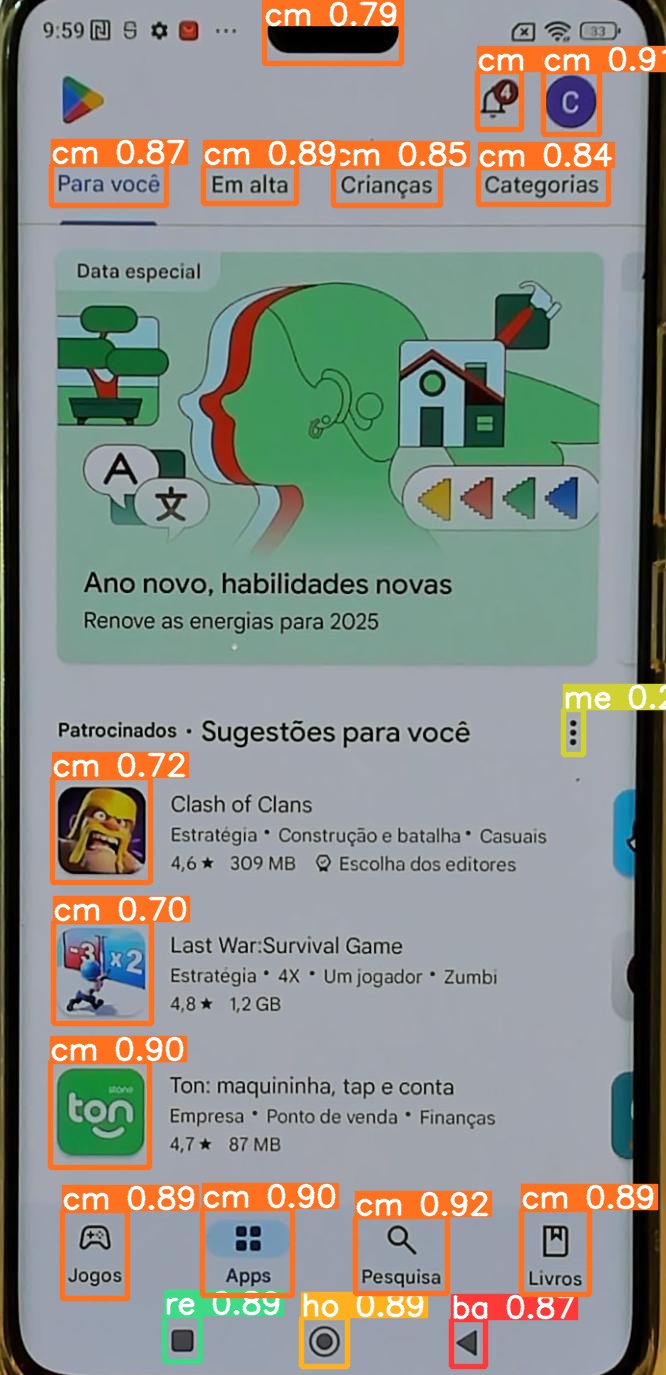 cm 0.79
9:59
33
cm cm 0.91
4
C
cm 0.87 cm 0.89 cm 0.85 cm 0.84
Para você Em alta Crianças Categorias
Data especial
A
文
Ano novo, habilidades novas
Renove as energias para 2025
me 0.2
Patrocinados • Sugestões para você
cm 0.72
Clash of Clans
Estratégia • Construção e batalha • Casuais
4,6★ 309 MB Escolha dos editores
cm 0.70
-3 x2
Last War:Survival Game
Estratégia • 4X • Um jogador • Zumbi
4,8★ 1,2 GB
cm 0.90
stone
ton
Ton: maquininha, tap e conta
Empresa • Ponto de venda • Finanças
4,7★ 87 MB
cm 0.89 cm 0.90 cm 0.92 cm 0.89
Jogos Apps Pesquisa Livros
re 0.89 ho 0.89 ba 0.87